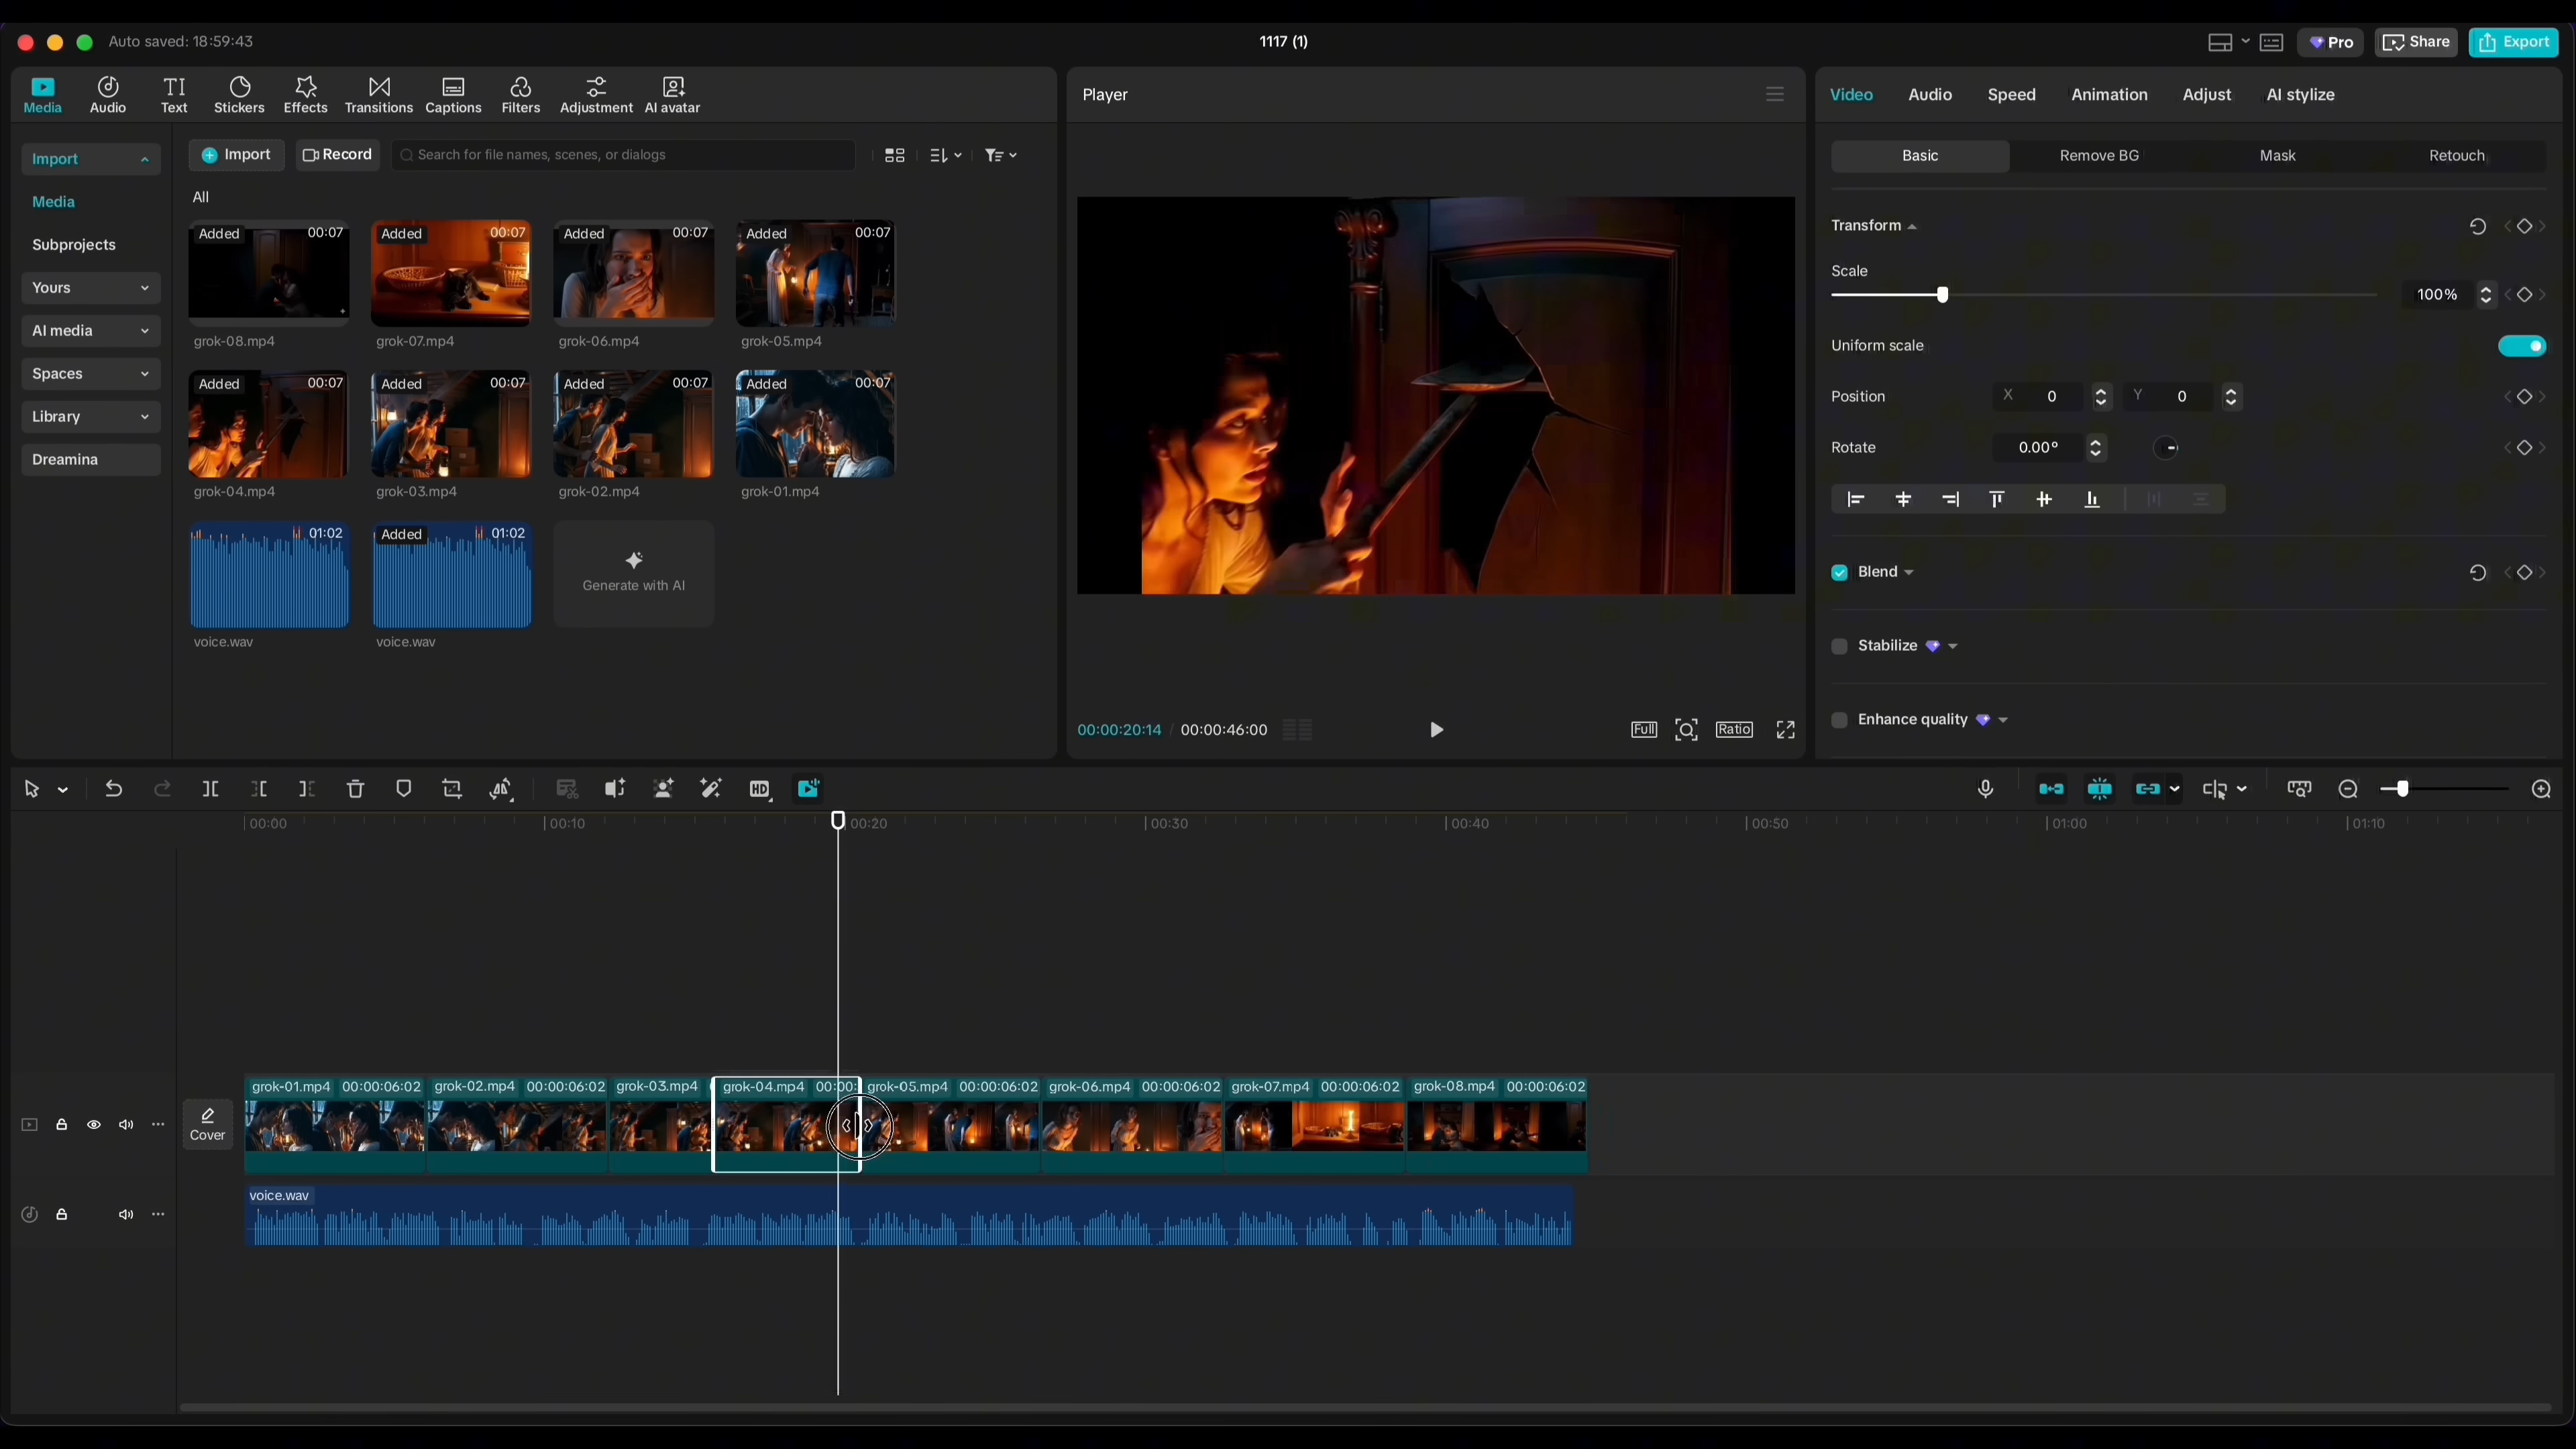 Auto saved: 18:59:43
1117 (1)
Pro
Share
Export
Media
Audio
Text
Stickers
Effects
Transitions
Captions
Filters
Adjustment
AI avatar
Player
Video
Audio
Speed
Animation
Adjust
AI stylize
Import
Media
Subprojects
Yours
AI media
Spaces
Library
Dreamina
Import
Record
Search for file names, scenes, or dialogs
All
Added 00:07
Added 00:07
Added 00:07
Added 00:07
grok-08.mp4
grok-07.mp4
grok-06.mp4
grok-05.mp4
Added 00:07
Added 00:07
Added 00:07
Added 00:07
grok-04.mp4
grok-03.mp4
grok-02.mp4
grok-01.mp4
01:02
Added 01:02
Generate with AI
voice.wav
voice.wav
00:00:20:14 / 00:00:46:00
Full
Ratio
Basic
Remove BG
Mask
Retouch
Transform
Scale
100%
Uniform scale
Position
X 0
Y 0
Rotate
0.00°
Blend
Stabilize
Enhance quality
TI
HD
00:00
00:10
00:20
00:30
00:40
00:50
01:00
01:10
Cover
grok-01.mp4 00:00:06:02
grok-02.mp4 00:00:06:02
grok-03.mp4
grok-04.mp4 00:00:
grok-05.mp4 00:00:06:02
grok-06.mp4 00:00:06:02
grok-07.mp4 00:00:06:02
grok-08.mp4 00:00:06:02
voice.wav